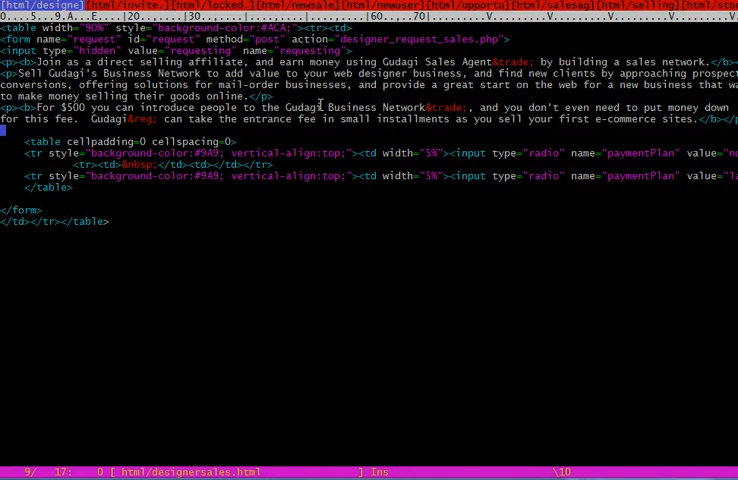 [html/designe] [html/invite.] [html/locked.] [html/newsale] [html/newuser] [html/opportu] [html/salesag] [html/selling] [html/stor
0....5...9.A...E....|20.......|30.......+.........|.........|60..,..70|.........V.........V.........V.........V
<table width="90%" style="background-color:#ACA;"><tr><td>
<form name="request" id="request" method="post" action="designer_request_sales.php">
<input type="hidden" value="requesting" name="requesting">
<p><b>Join as a direct selling affiliate, and earn money using Gudagi Sales Agent&trade; by building a sales network.</b>
<p>Sell Gudagi's Business Network to add value to your web designer business, and find new clients by approaching prospect
conversions, offering solutions for mail-order businesses, and provide a great start on the web for a new business that wa
to make money selling their goods online.</p>
<p><b>For $500 you can introduce people to the Gudagi Business Network&trade;, and you don't even need to put money down
for this fee.  Gudagi&reg; can take the entrance fee in small installments as you sell your first e-commerce sites.</b></p
<table cellpadding=0 cellspacing=0>
<tr style="background-color:#9A9; vertical-align:top;"><td width="5%"><input type="radio" name="paymentPlan" value="no
<tr><td>&nbsp;</td><td></td></tr>
<tr style="background-color:#9A9; vertical-align:top;"><td width="5%"><input type="radio" name="paymentPlan" value="la
</table>
</form>
</td></tr></table>
9/ 17: 0 [ html/designersales.html ] Ins \10